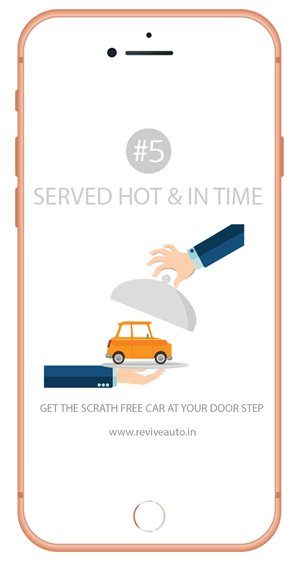 #5
SERVED HOT & IN TIME
GET THE SCRATH FREE CAR AT YOUR DOOR STEP
www.reviveauto.in